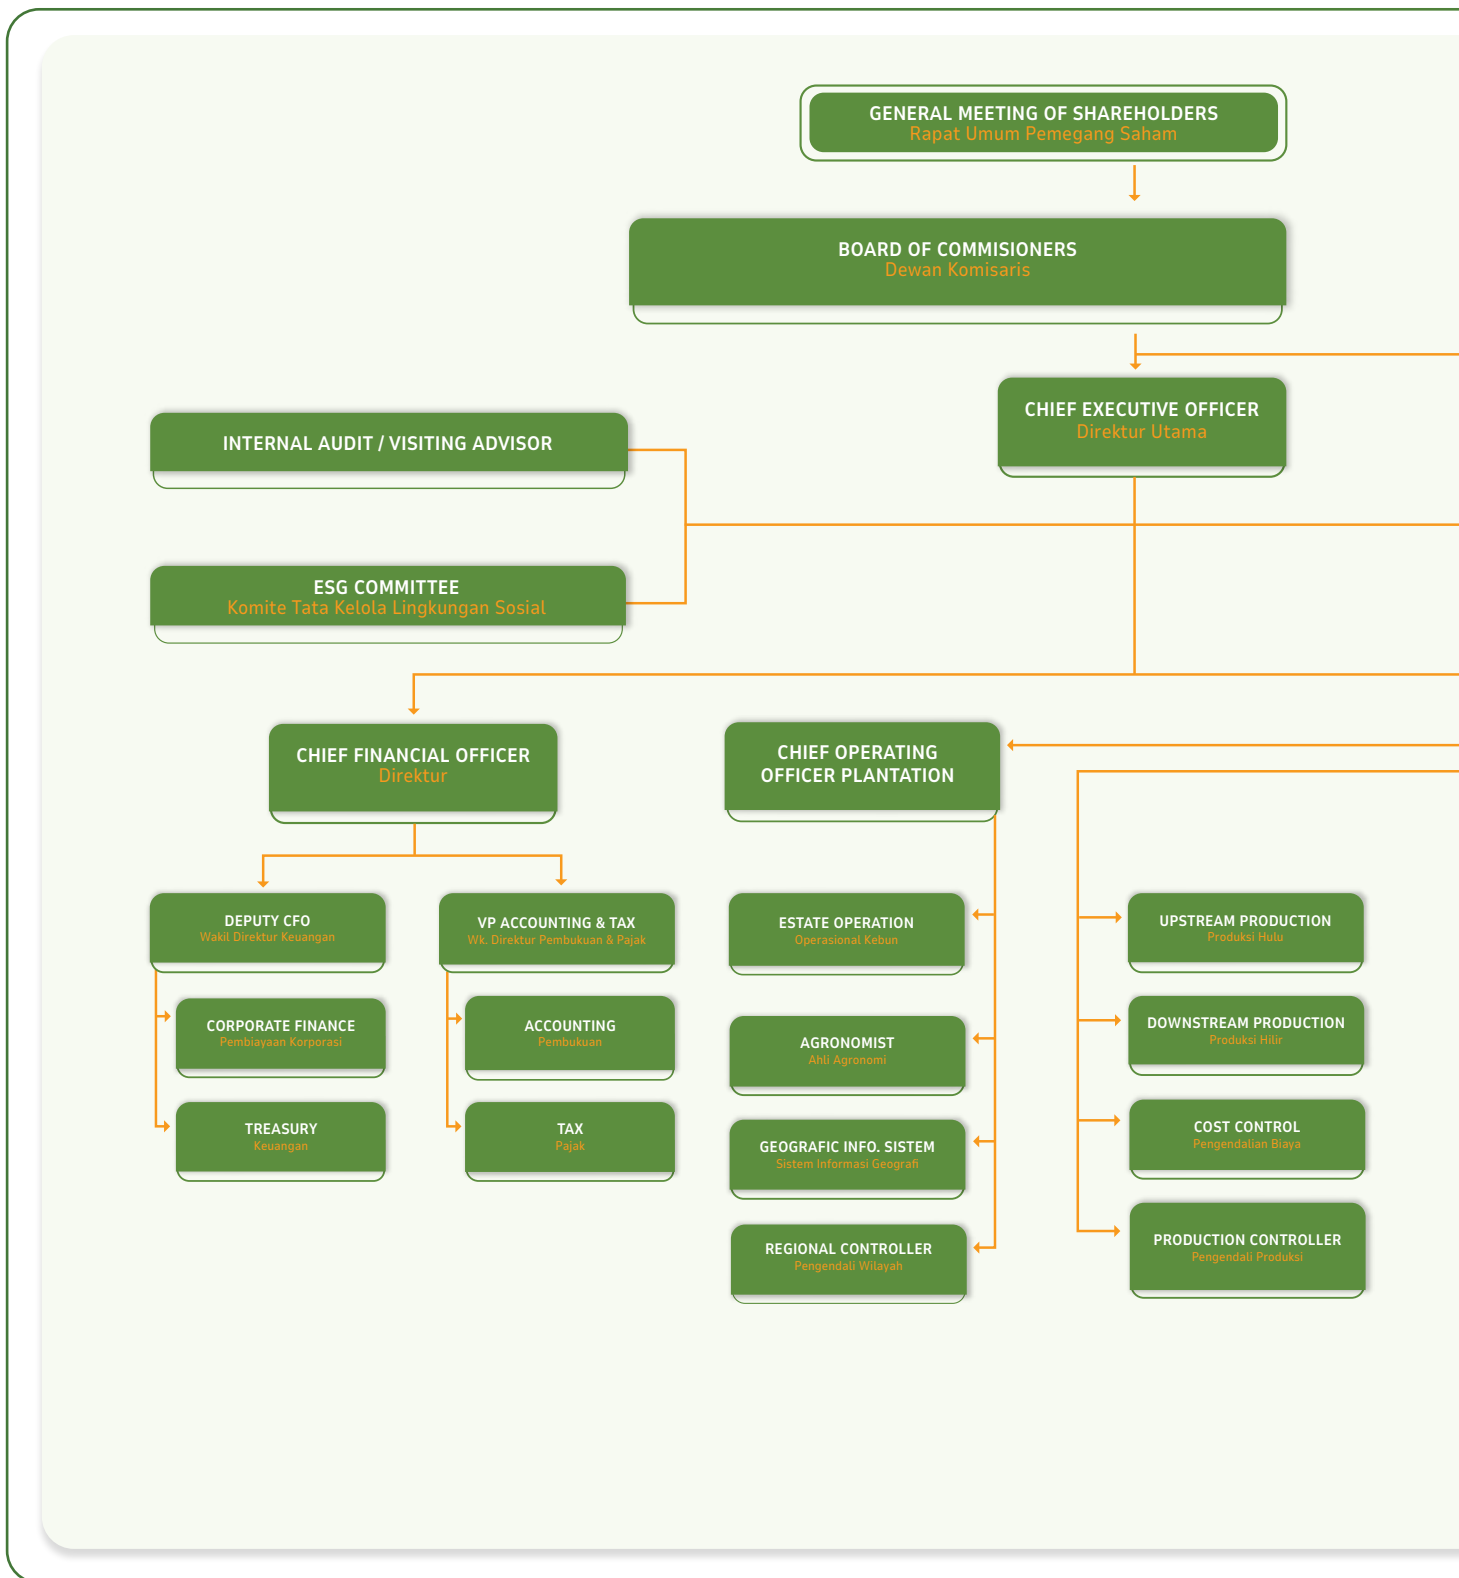 GENERAL MEETING OF SHAREHOLDERS
Rapat Umum Pemegang Saham
BOARD OF COMMISIONERS
Dewan Komisaris
CHIEF EXECUTIVE OFFICER
Direktur Utama
INTERNAL AUDIT / VISITING ADVISOR
ESG COMMITTEE
Komite Tata Kelola Lingkungan Sosial
CHIEF FINANCIAL OFFICER
Direktur
DEPUTY CFO
Wakil Direktur Keuangan
CORPORATE FINANCE
Pembiayaan Korporasi
TREASURY
Keuangan
VP ACCOUNTING & TAX
Wk. Direktur Pembukuan & Pajak
ACCOUNTING
Pembukuan
TAX
Pajak
CHIEF OPERATING
OFFICER PLANTATION
ESTATE OPERATION
Operasional Kebun
AGRONOMIST
Ahli Agronomi
GEOGRAFIC INFO. SISTEM
Sistem Informasi Geografi
REGIONAL CONTROLLER
Pengendali Wilayah
UPSTREAM PRODUCTION
Produksi Hulu
DOWNSTREAM PRODUCTION
Produksi Hilir
COST CONTROL
Pengendalian Biaya
PRODUCTION CONTROLLER
Pengendali Produksi